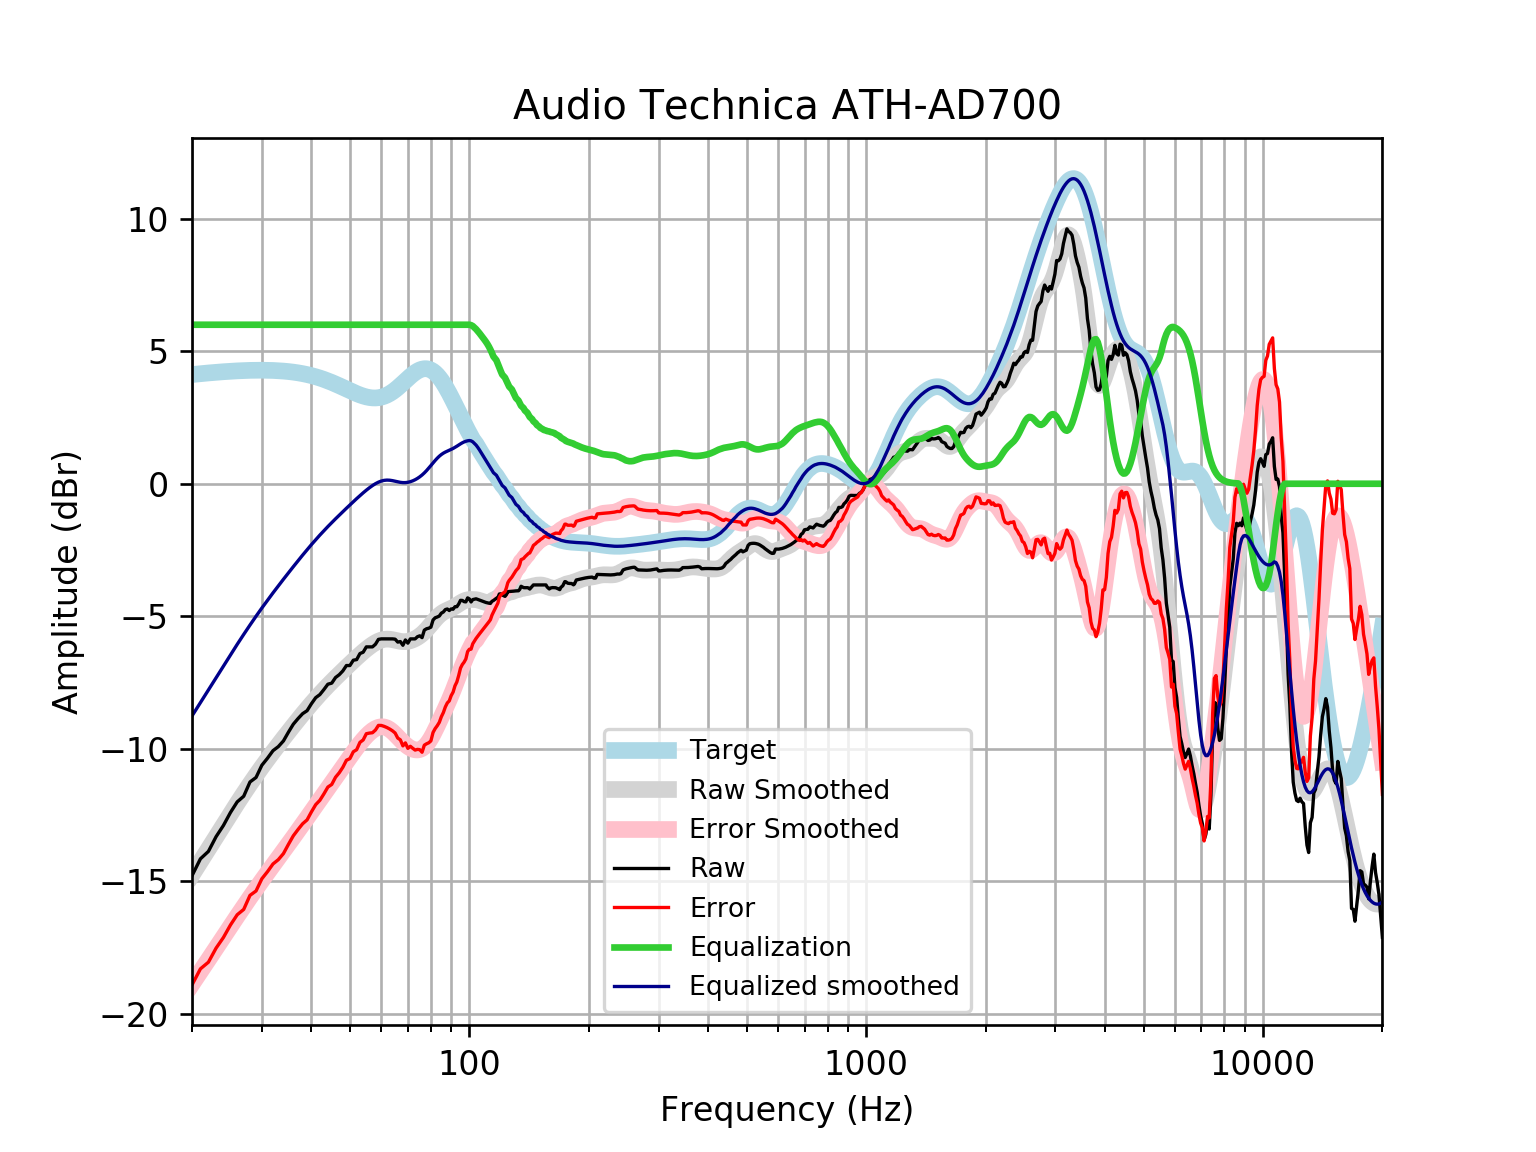 Audio Technica ATH-AD700
Amplitude (dBr)
10
5
0
−5
−10
−15
−20
Target
Raw Smoothed
Error Smoothed
Raw
Error
Equalization
Equalized smoothed
100
1000
10000
Frequency (Hz)